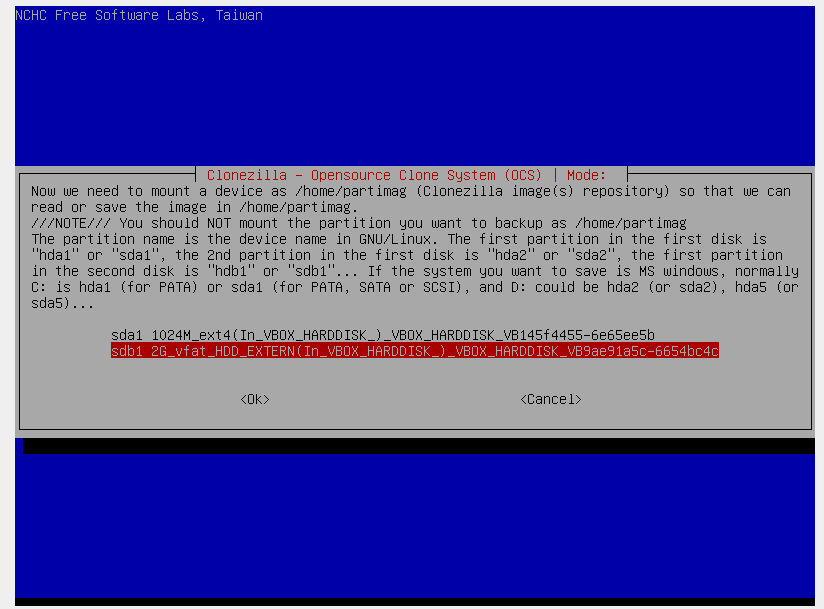 NCHC Free Software Labs, Taiwan
Clonezilla - Opensource Clone System (OCS) | Mode:
Now we need to mount a device as /home/partimag (Clonezilla image(s) repository) so that we can
read or save the image in /home/partimag.
///NOTE/// You should NOT mount the partition you want to backup as /home/partimag
The partition name is the device name in GNU/Linux. The first partition in the first disk is
"hda1" or "sda1", the 2nd partition in the first disk is "hda2" or "sda2", the first partition
in the second disk is "hdb1" or "sdb1"... If the system you want to save is MS windows, normally
C: is hda1 (for PATA) or sda1 (for PATA, SATA or SCSI), and D: could be hda2 (or sda2), hda5 (or
sda5)...
sda1 1024M_ext4(In_VBOX_HARDDISK_)_VBOX_HARDDISK_VB145f4455-6e65ee5b
sdb1 2G_vfat_HDD_EXTERN(In_VBOX_HARDDISK_)_VBOX_HARDDISK_VB9ae91a5c-6654bc4c
<Ok> <Cancel>